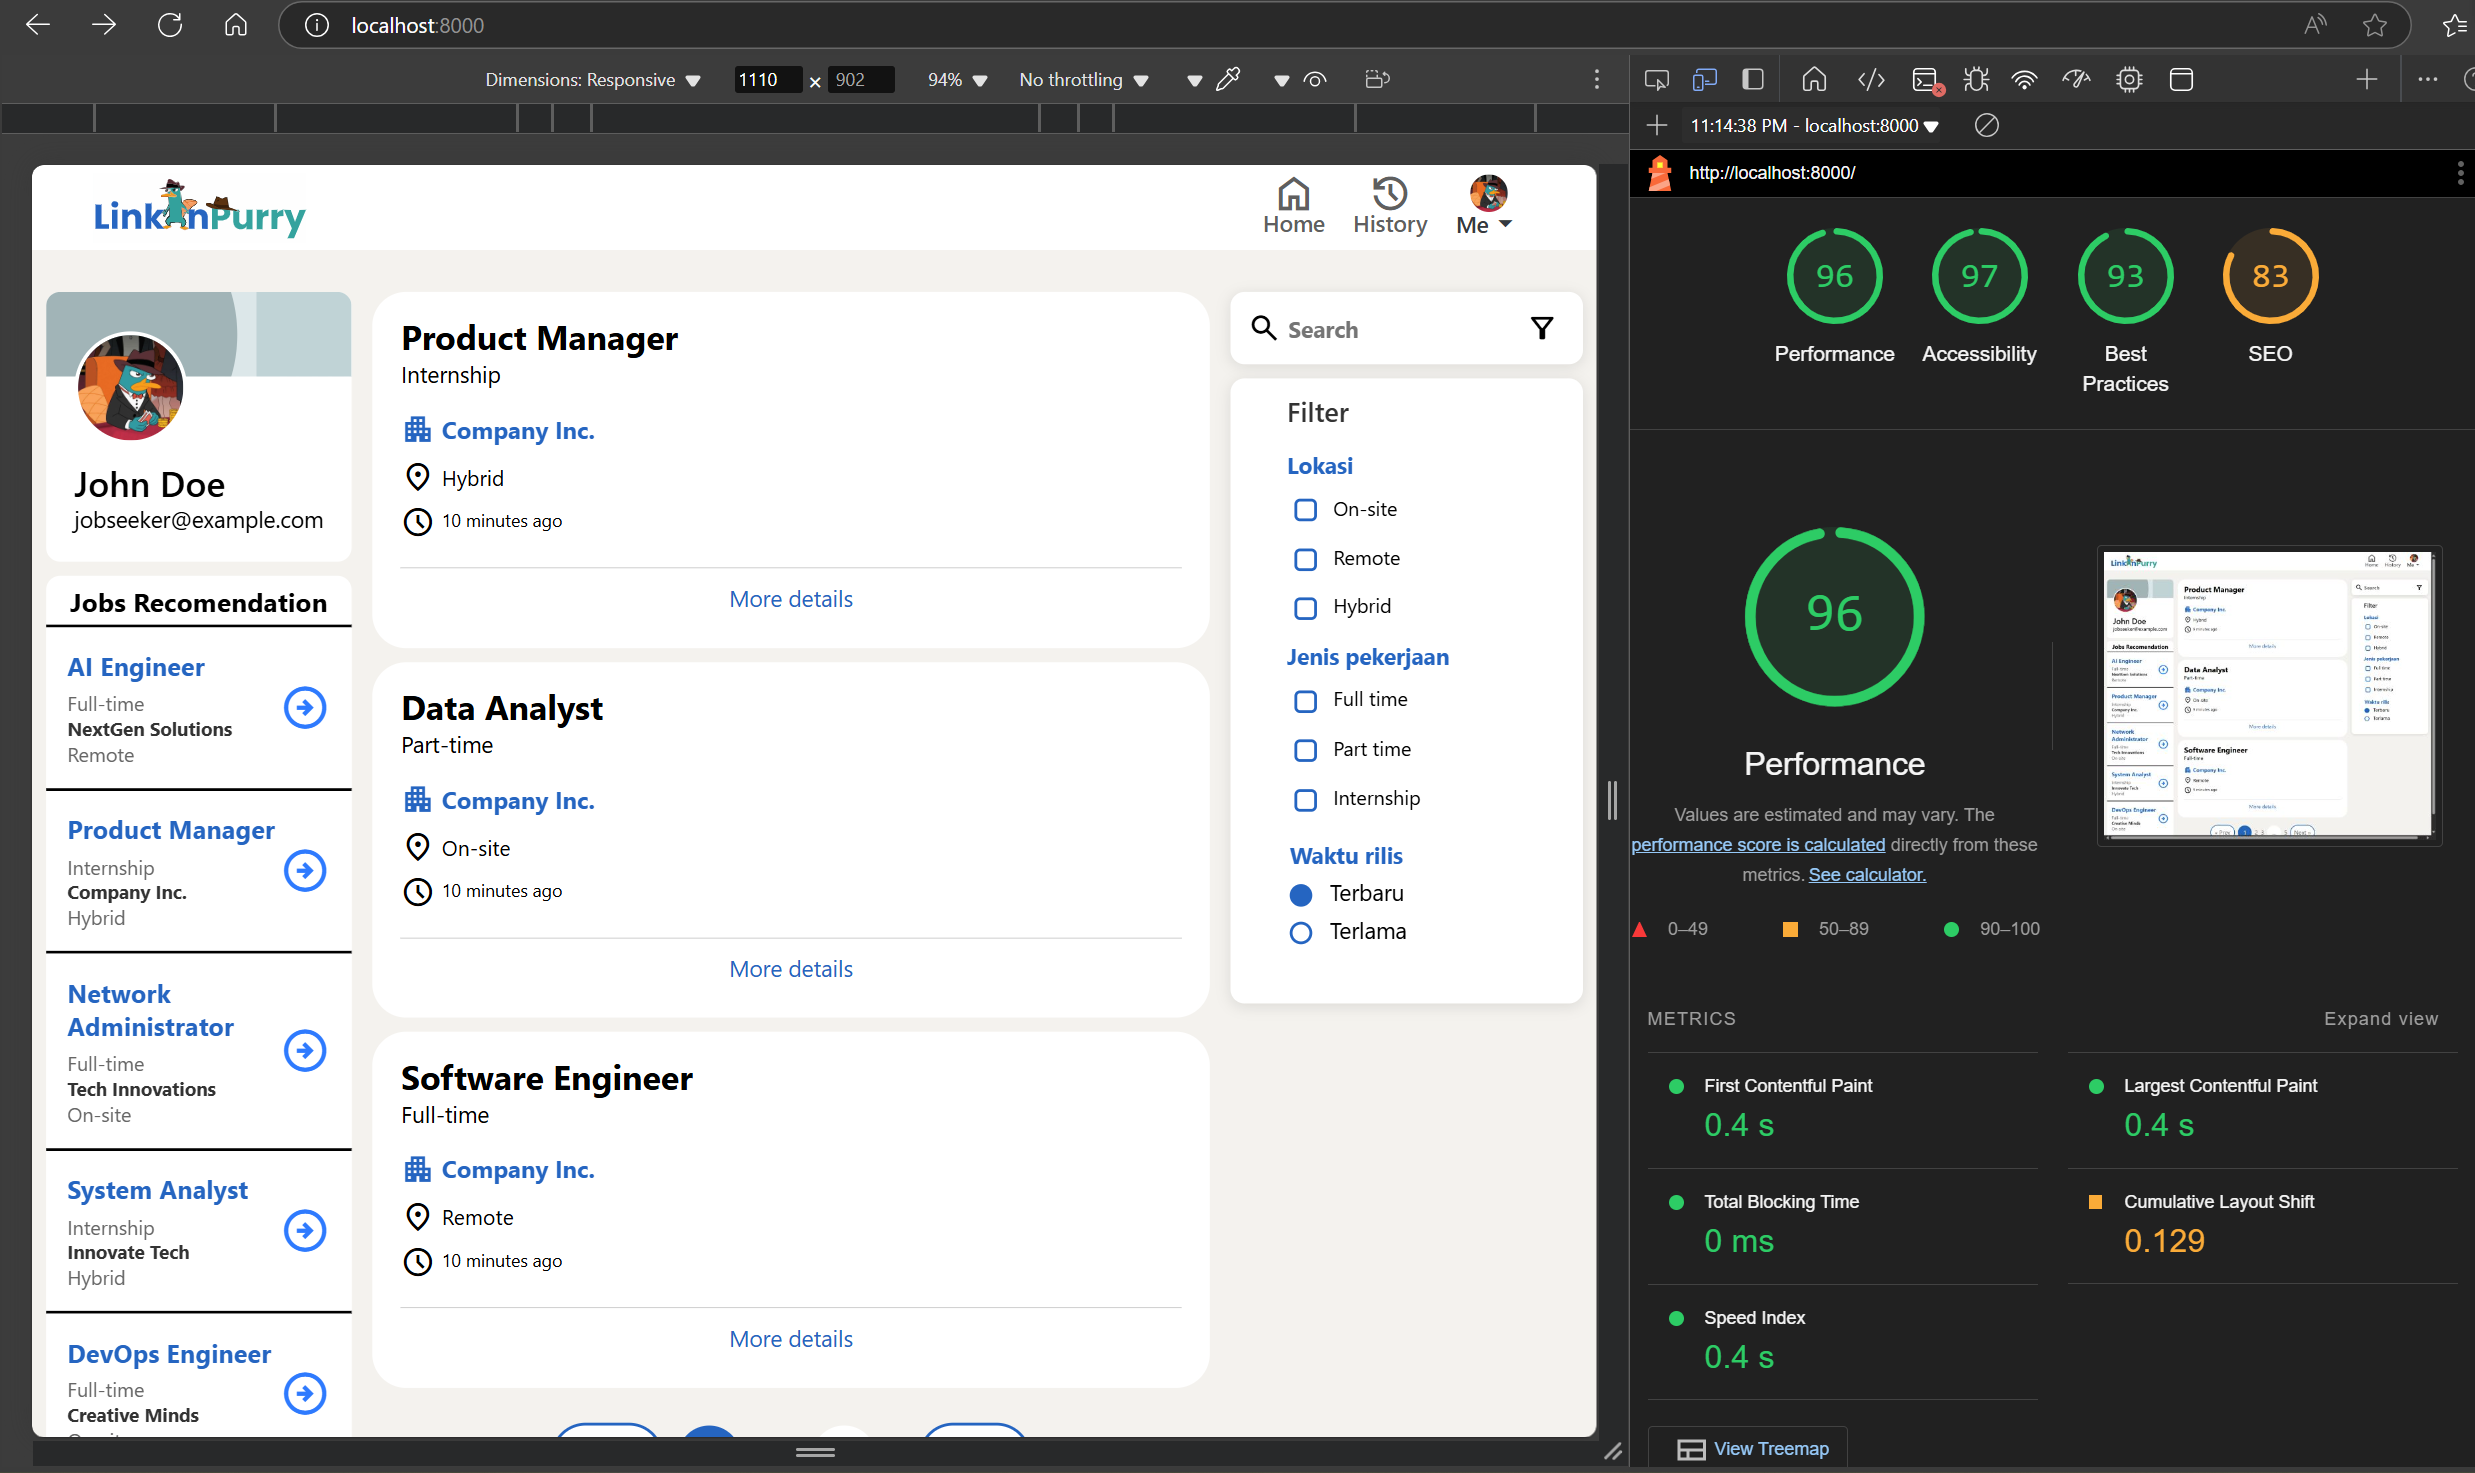 localhost:8000
Dimensions: Responsive
1110 × 902
94%
No throttling
LinkInPurry
Home
History
Me
John Doe
jobseeker@example.com
Jobs Recomendation
AI Engineer
Full-time
NextGen Solutions
Remote
Product Manager
Internship
Company Inc.
Hybrid
Network
Administrator
Full-time
Tech Innovations
On-site
System Analyst
Internship
Innovate Tech
Hybrid
DevOps Engineer
Full-time
Creative Minds
Product Manager
Internship
Company Inc.
Hybrid
10 minutes ago
More details
Data Analyst
Part-time
Company Inc.
On-site
10 minutes ago
More details
Software Engineer
Full-time
Company Inc.
Remote
10 minutes ago
More details
Search
Filter
Lokasi
On-site
Remote
Hybrid
Jenis pekerjaan
Full time
Part time
Internship
Waktu rilis
Terbaru
Terlama
11:14:38 PM - localhost:8000
http://localhost:8000/
96
Performance
97
Accessibility
93
Best
Practices
83
SEO
96
Performance
Values are estimated and may vary. The
performance score is calculated directly from these
metrics. See calculator.
0–49
50–89
90–100
METRICS
Expand view
First Contentful Paint
0.4 s
Largest Contentful Paint
0.4 s
Total Blocking Time
0 ms
Cumulative Layout Shift
0.129
Speed Index
0.4 s
View Treemap